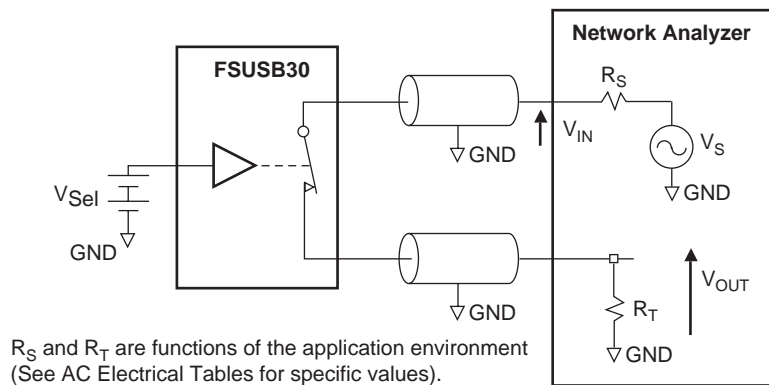 Network Analyzer
FSUSB30
R_S
V_IN
V_S
GND
GND
V_Sel
GND
GND
V_OUT
R_T
GND
R_S and R_T are functions of the application environment
(See AC Electrical Tables for specific values).